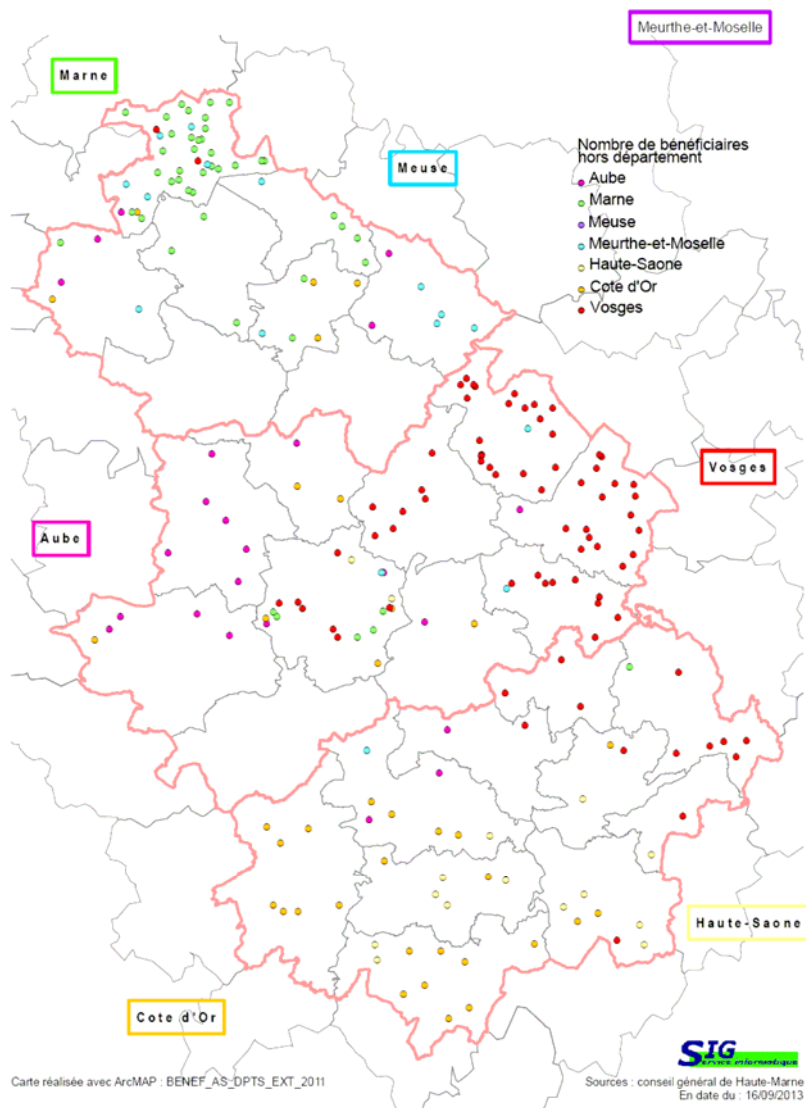 Meurthe-et-Moselle
Marne
Meuse
Nombre de bénéficiaires
hors département
Aube
Marne
Meuse
Meurthe-et-Moselle
Haute-Saone
Cote d'Or
Vosges
Vosges
Aube
Haute-Saone
Cote d'Or
SIG
Service informatique
Carte réalisée avec ArcMAP : BENEF_AS_DPTS_EXT_2011
Sources : conseil général de Haute-Marne
En date du : 16/09/2013